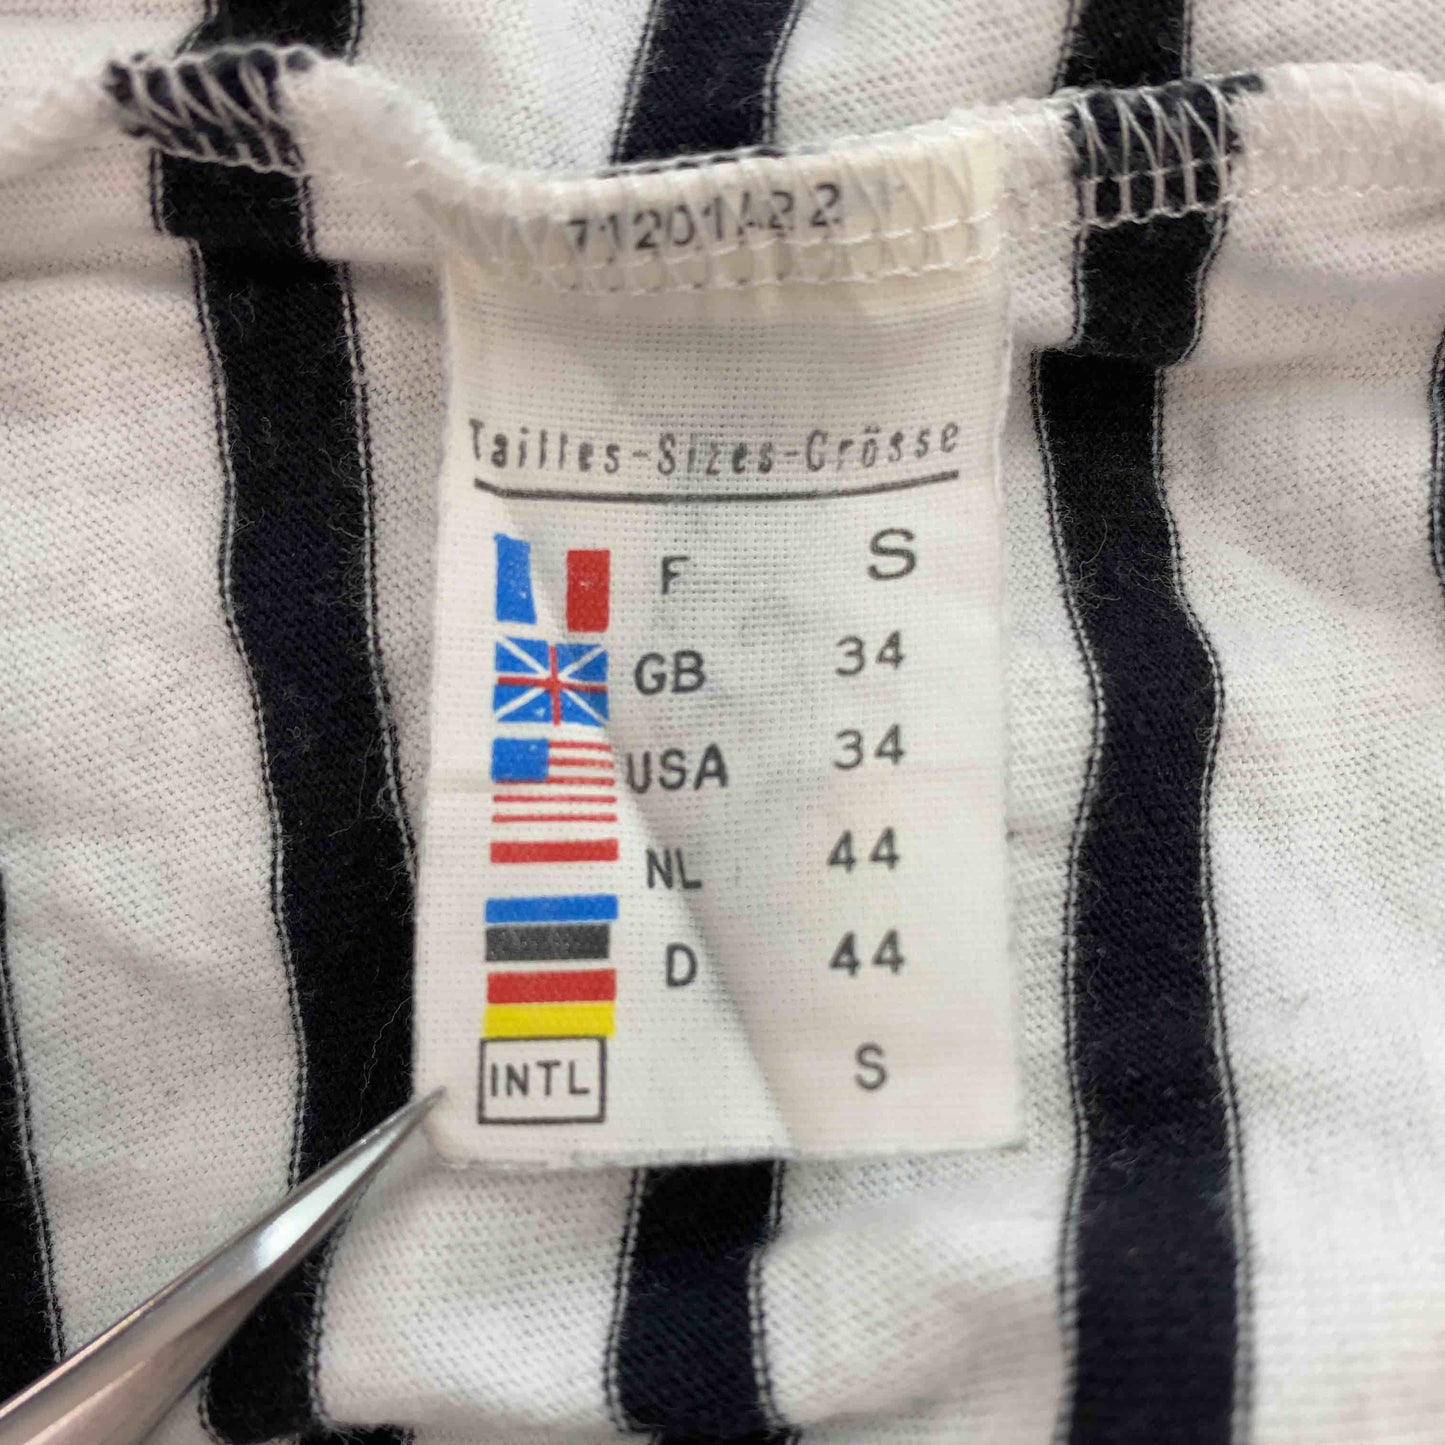 71201422
Tailles-Sizes-Grösse
F S
GB 34
USA 34
NL 44
D 44
INTL S